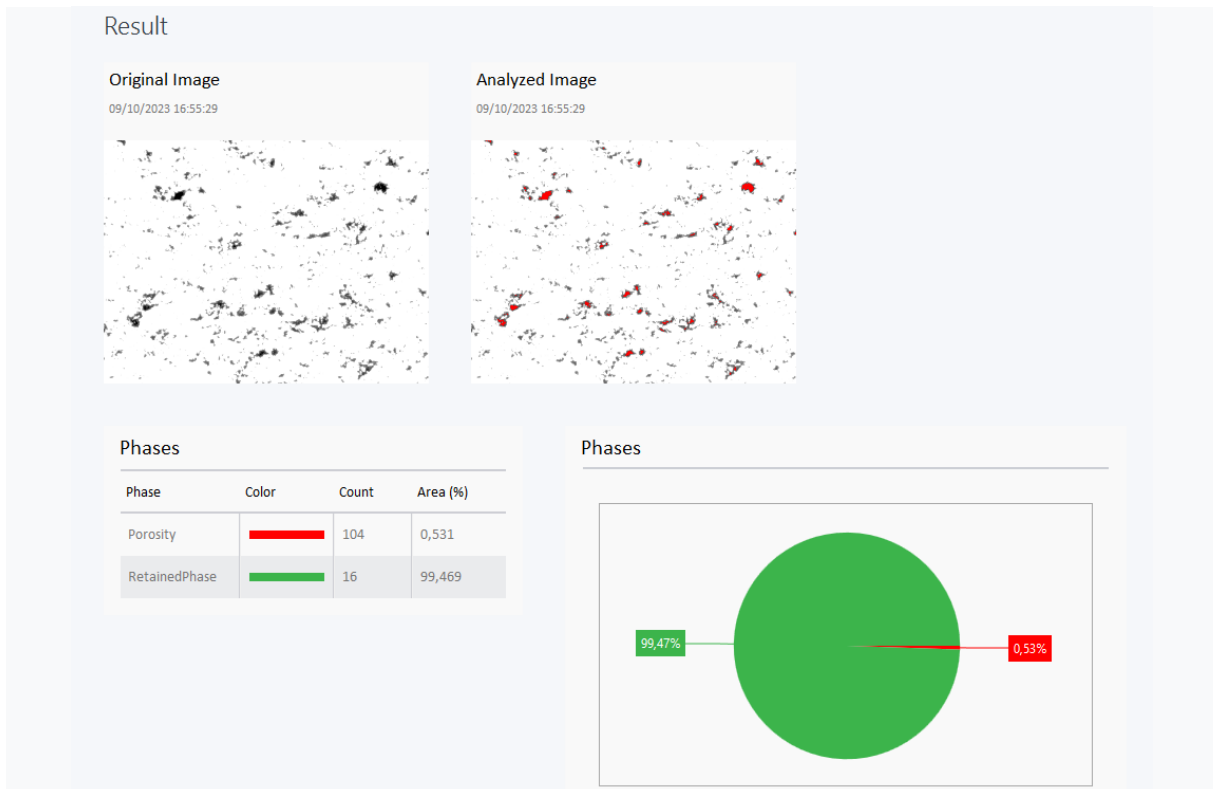 Result
Original Image
09/10/2023 16:55:29
Analyzed Image
09/10/2023 16:55:29
Phases
Phase Color Count Area (%)
Porosity 104 0,531
RetainedPhase 16 99,469
Phases
99,47%
0,53%